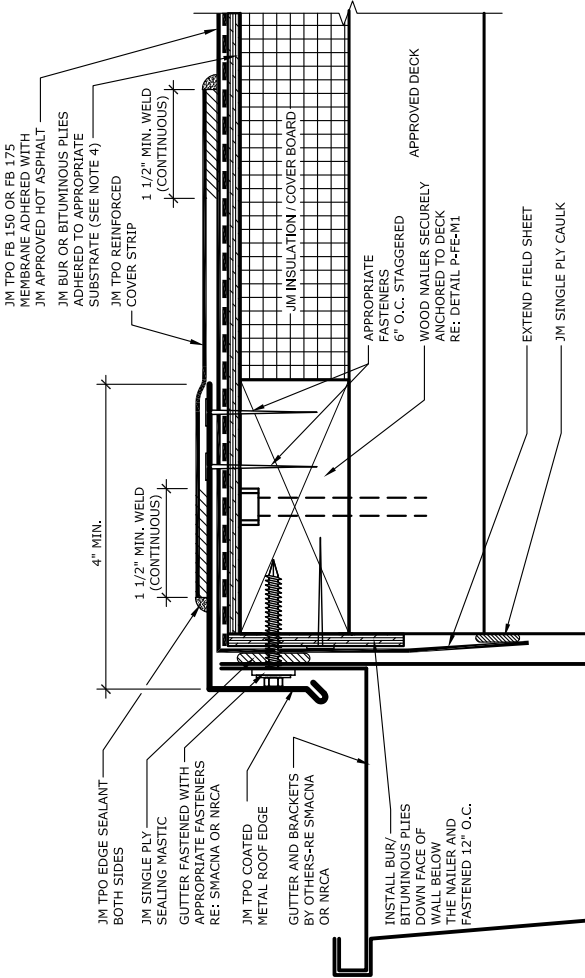 JM TPO FB 150 OR FB 175
MEMBRANE ADHERED WITH
JM APPROVED HOT ASPHALT
JM BUR OR BITUMINOUS PLIES
ADHERED TO APPROPRIATE
SUBSTRATE (SEE NOTE 4)
JM TPO REINFORCED
COVER STRIP
1 1/2" MIN. WELD
(CONTINUOUS)
4" MIN.
1 1/2" MIN. WELD
(CONTINUOUS)
JM TPO EDGE SEALANT
BOTH SIDES
JM SINGLE PLY
SEALING MASTIC
GUTTER FASTENED WITH
APPROPRIATE FASTENERS
RE: SMACNA OR NRCA
JM TPO COATED
METAL ROOF EDGE
GUTTER AND BRACKETS
BY OTHERS-RE SMACNA
OR NRCA
INSTALL BUR/
BITUMINOUS PLIES
DOWN FACE OF
WALL BELOW
THE NAILER AND
FASTENED 12" O.C.
JM INSULATION / COVER BOARD
APPROVED DECK
APPROPRIATE
FASTENERS
6" O.C. STAGGERED
WOOD NAILER SECURELY
ANCHORED TO DECK
RE: DETAIL P-FE-M1
EXTEND FIELD SHEET
JM SINGLE PLY CAULK